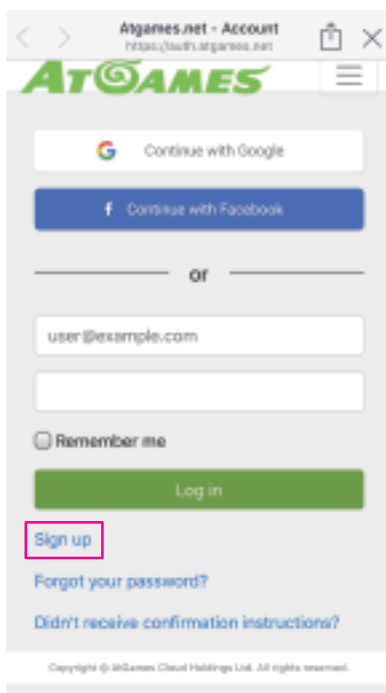 Atgames.net - Account
https://auth.atgames.net
ATGAMES
Continue with Google
f Continue with Facebook
or
user@example.com
Remember me
Log in
Sign up
Forgot your password?
Didn't receive confirmation instructions?
Copyright © AtGames Cloud Holdings Ltd. All rights reserved.